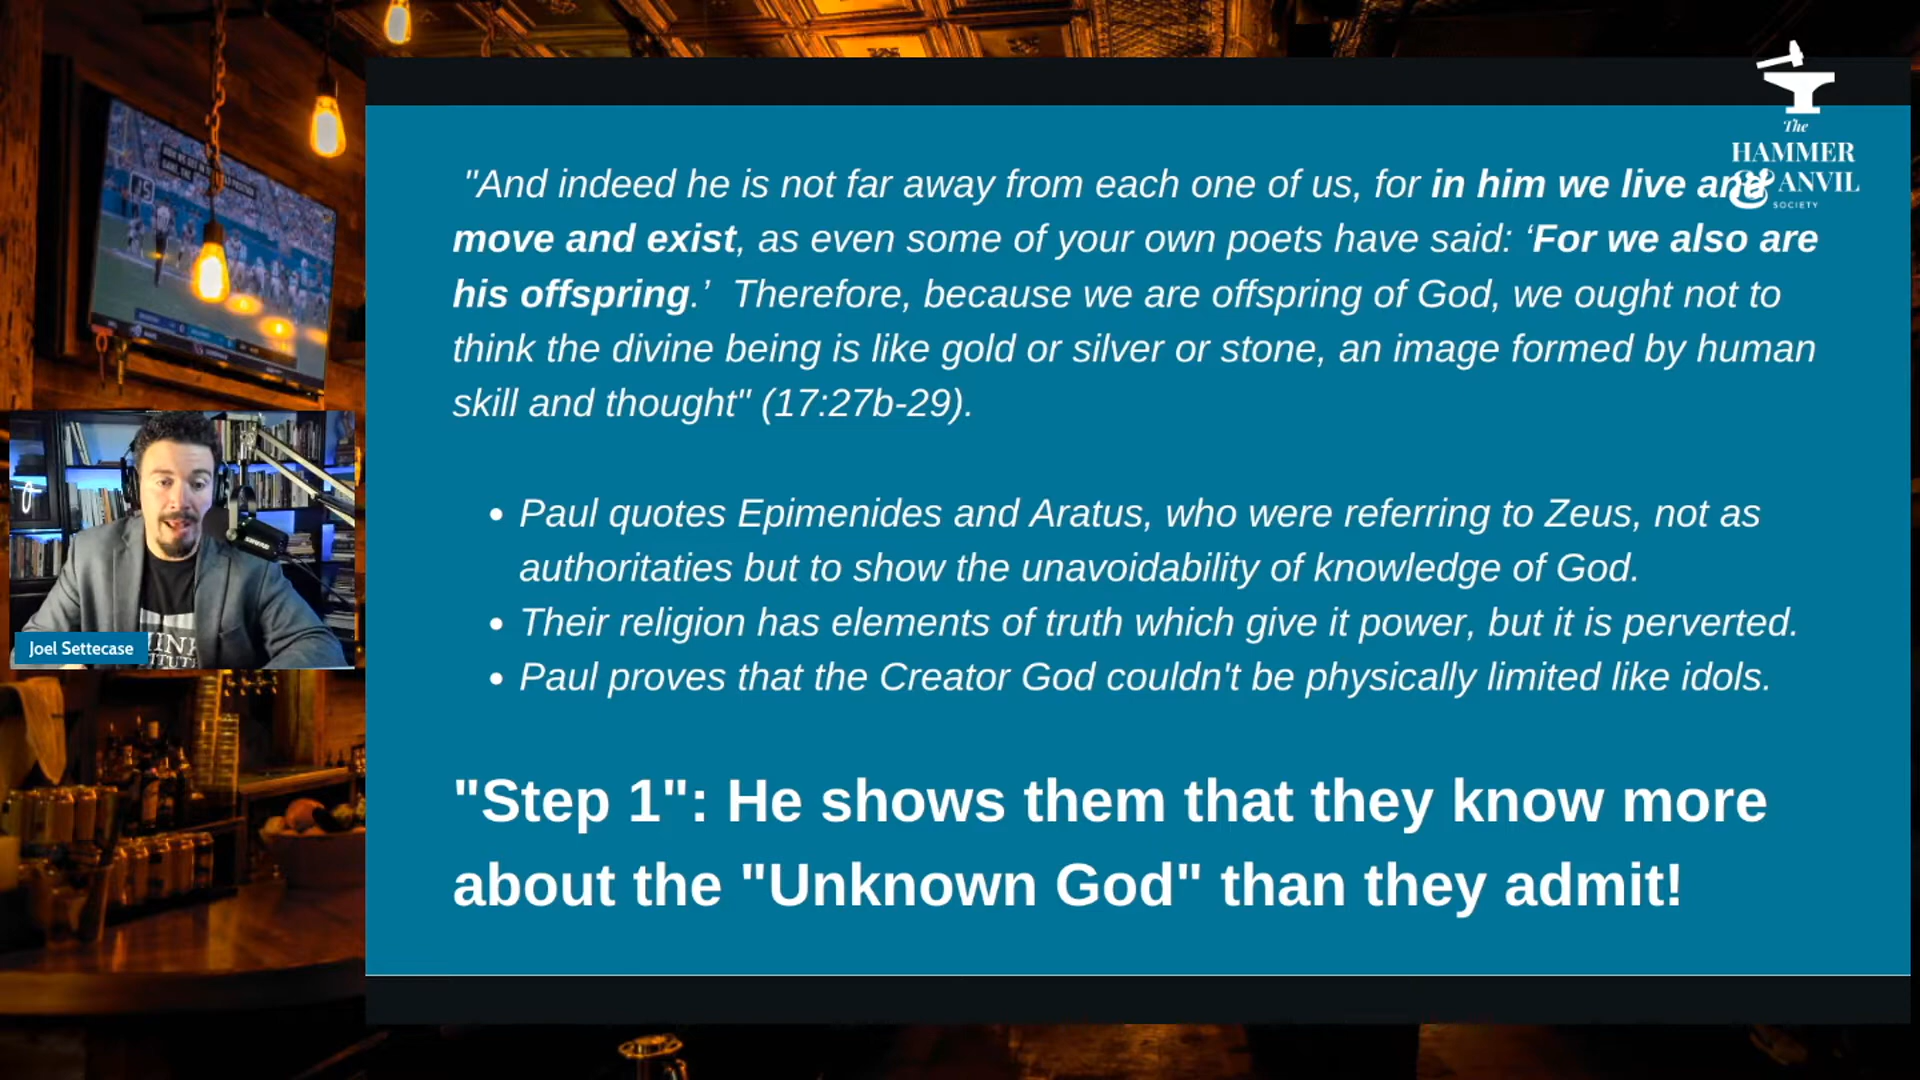 The
HAMMER
& ANVIL
SOCIETY
"And indeed he is not far away from each one of us, for in him we live and
move and exist, as even some of your own poets have said: ‘For we also are
his offspring.’ Therefore, because we are offspring of God, we ought not to
think the divine being is like gold or silver or stone, an image formed by human
skill and thought" (17:27b-29).
• Paul quotes Epimenides and Aratus, who were referring to Zeus, not as
authoritaties but to show the unavoidability of knowledge of God.
• Their religion has elements of truth which give it power, but it is perverted.
• Paul proves that the Creator God couldn't be physically limited like idols.
"Step 1": He shows them that they know more
about the "Unknown God" than they admit!
Joel Settecase